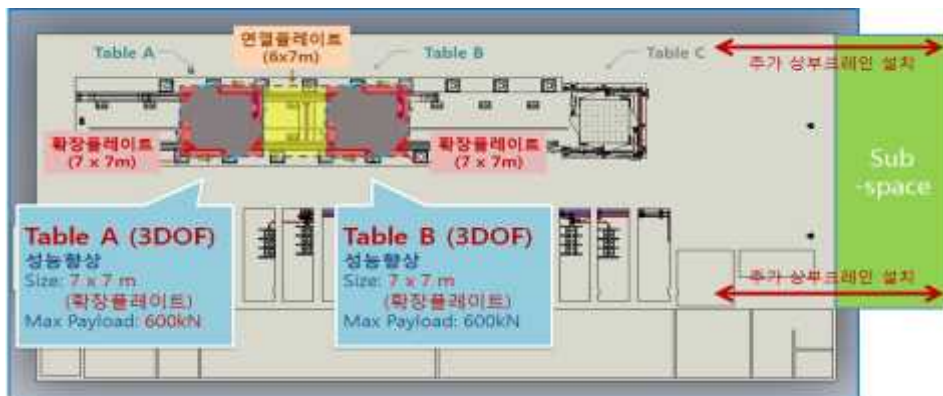 Table A
연결플레이트
(6x7m)
Table B
Table C
주가 상부크레인 설치
확장플레이트
(7 x 7m)
확장플레이트
(7 x 7m)
Sub
-space
Table A (3DOF)
성능향상
Size: 7 x 7 m
(확장플레이트)
Max Payload: 600kN
Table B (3DOF)
성능향상
Size: 7 x 7 m
(확장플레이트)
Max Payload: 600kN
주가 상부크레인 설치